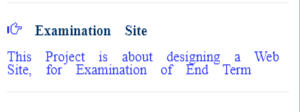 Examination Site
This Project is about designing a Web
Site, for Examination of End Term